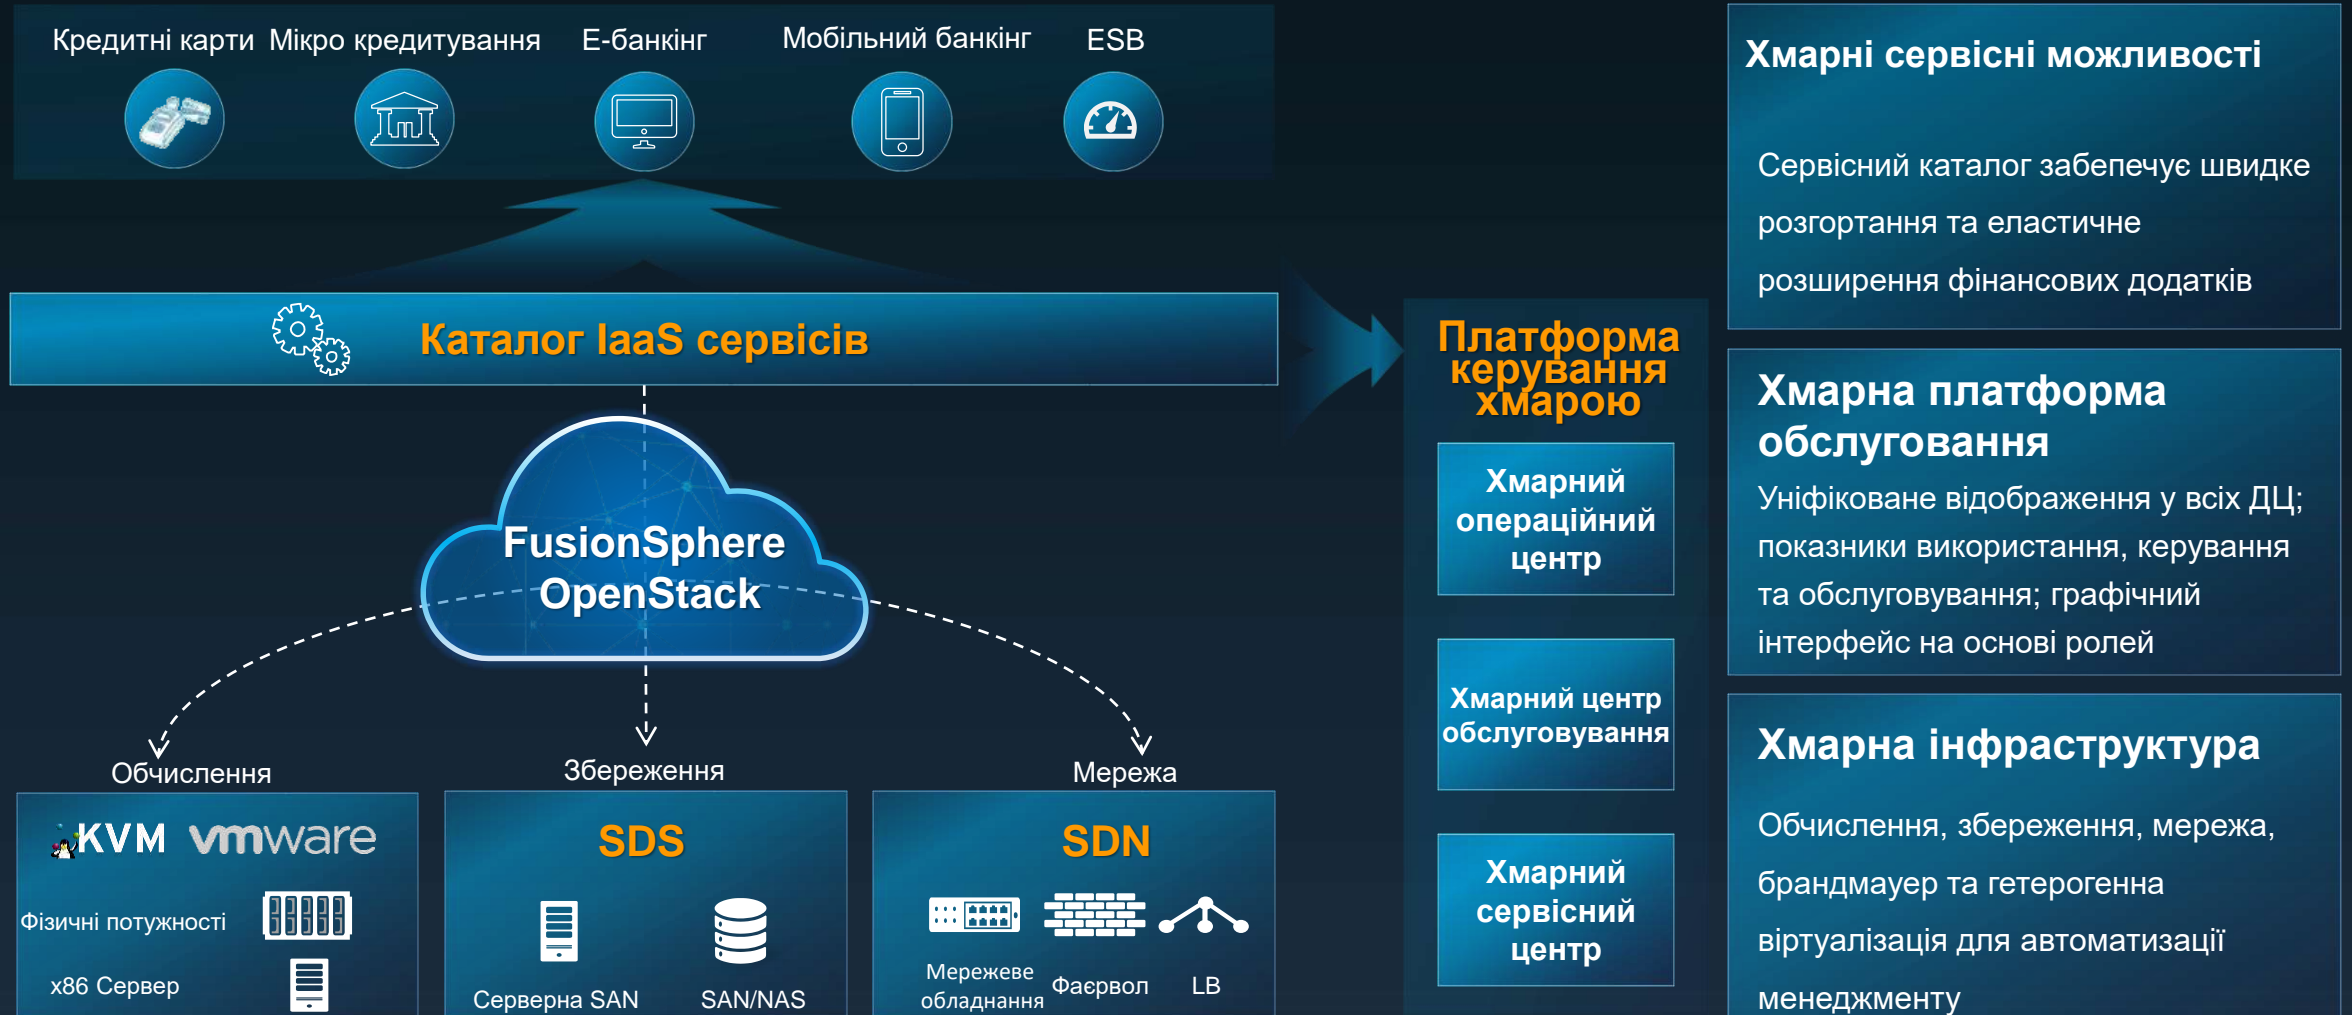 Кредитні карти
Мікро кредитування
Е-банкінг
Мобільний банкінг
ESB
Каталог IaaS сервісів
FusionSphere
OpenStack
Обчислення
Збереження
Мережа
KVM
vmware
Фізичні потужності
x86 Сервер
SDS
Серверна SAN
SAN/NAS
SDN
Мережеве
обладнання
Фаєрвол
LB
Платформа
керування
хмарою
Хмарний
операційний
центр
Хмарний центр
обслуговування
Хмарний
сервісний
центр
Хмарні сервісні можливості
Сервісний каталог забепечує швидке
розгортання та еластичне
розширення фінансових додатків
Хмарна платформа
обслуговання
Уніфіковане відображення у всіх ДЦ;
показники використання, керування
та обслуговування; графічний
інтерфейс на основі ролей
Хмарна інфраструктура
Обчислення, збереження, мережа,
брандмауер та гетерогенна
віртуалізація для автоматизації
менеджменту